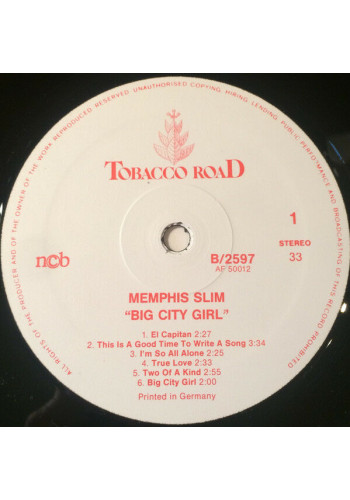 ALL RIGHTS OF THE PRODUCER AND OF THE OWNER OF THE WORK REPRODUCED RESERVED UNAUTHORISED COPYING, HIRING, LENDING, PUBLIC PERFORMANCE AND BROADCASTING OF THIS RECORD PROHIBITED
TOBACCO ROAD
1
ncb
B/2597
AF 50012
STEREO
33
MEMPHIS SLIM
"BIG CITY GIRL"
1. El Capitan 2:27
2. This Is A Good Time To Write A Song 3:34
3. I'm So All Alone 2:09
4. True Love 2:33
5. Two Of A Kind 2:55
6. Big City Girl 2:00
Printed in Germany